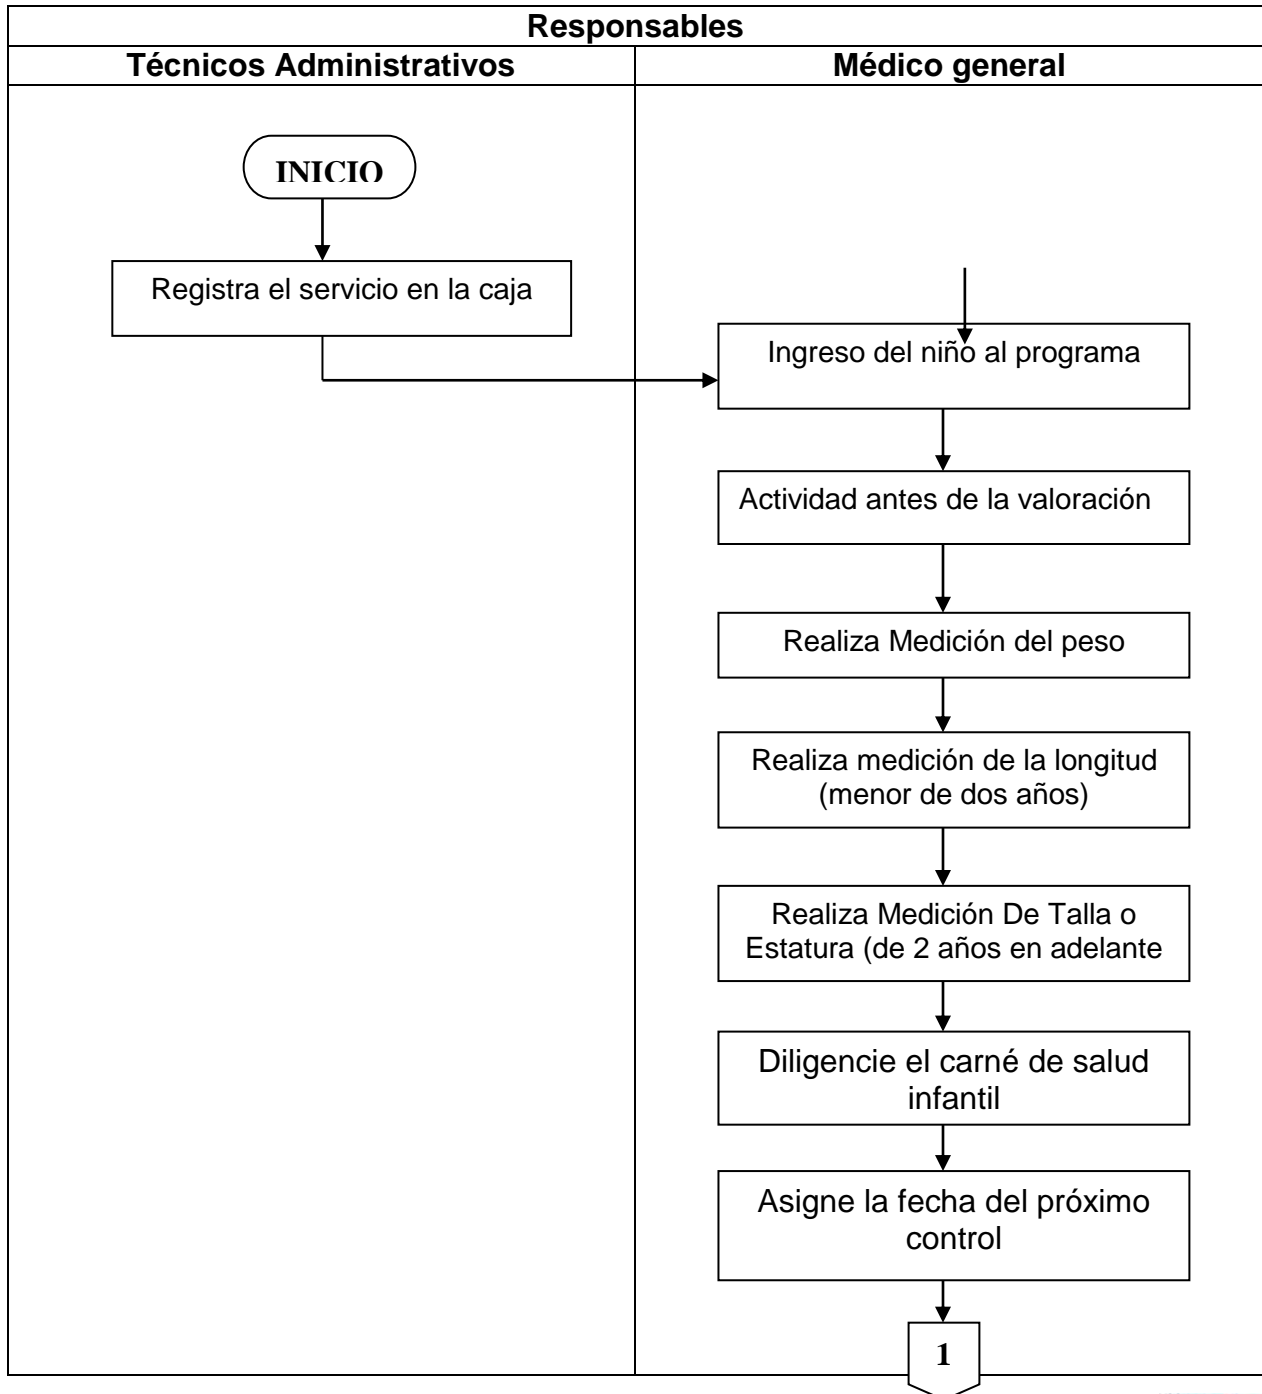 Responsables
Técnicos Administrativos
Médico general
INICIO
Registra el servicio en la caja
Ingreso del niño al programa
Actividad antes de la valoración
Realiza Medición del peso
Realiza medición de la longitud
(menor de dos años)
Realiza Medición De Talla o
Estatura (de 2 años en adelante
Diligencie el carné de salud
infantil
Asigne la fecha del próximo
control
1